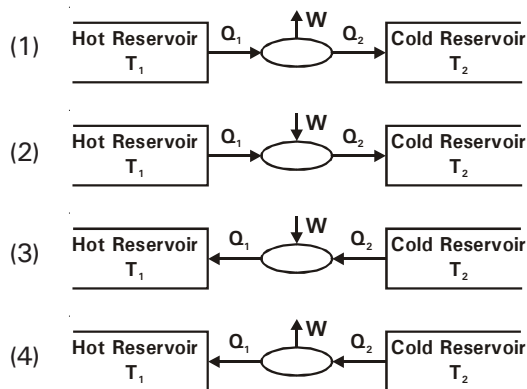 (1) Hot Reservoir T₁ Q₁ W Q₂ Cold Reservoir T₂
(2) Hot Reservoir T₁ Q₁ W Q₂ Cold Reservoir T₂
(3) Hot Reservoir T₁ Q₁ W Q₂ Cold Reservoir T₂
(4) Hot Reservoir T₁ Q₁ W Q₂ Cold Reservoir T₂